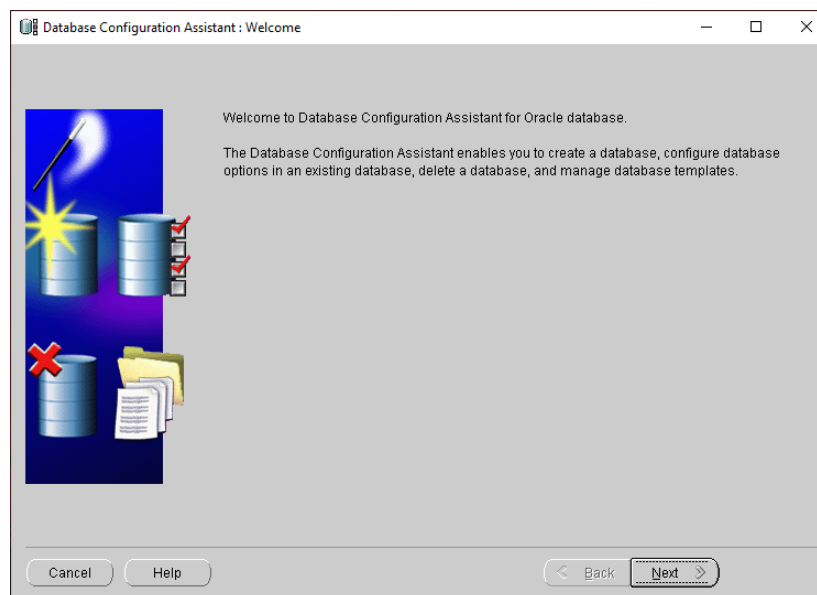 Database Configuration Assistant : Welcome
Welcome to Database Configuration Assistant for Oracle database.
The Database Configuration Assistant enables you to create a database, configure database
options in an existing database, delete a database, and manage database templates.
Cancel Help Back Next